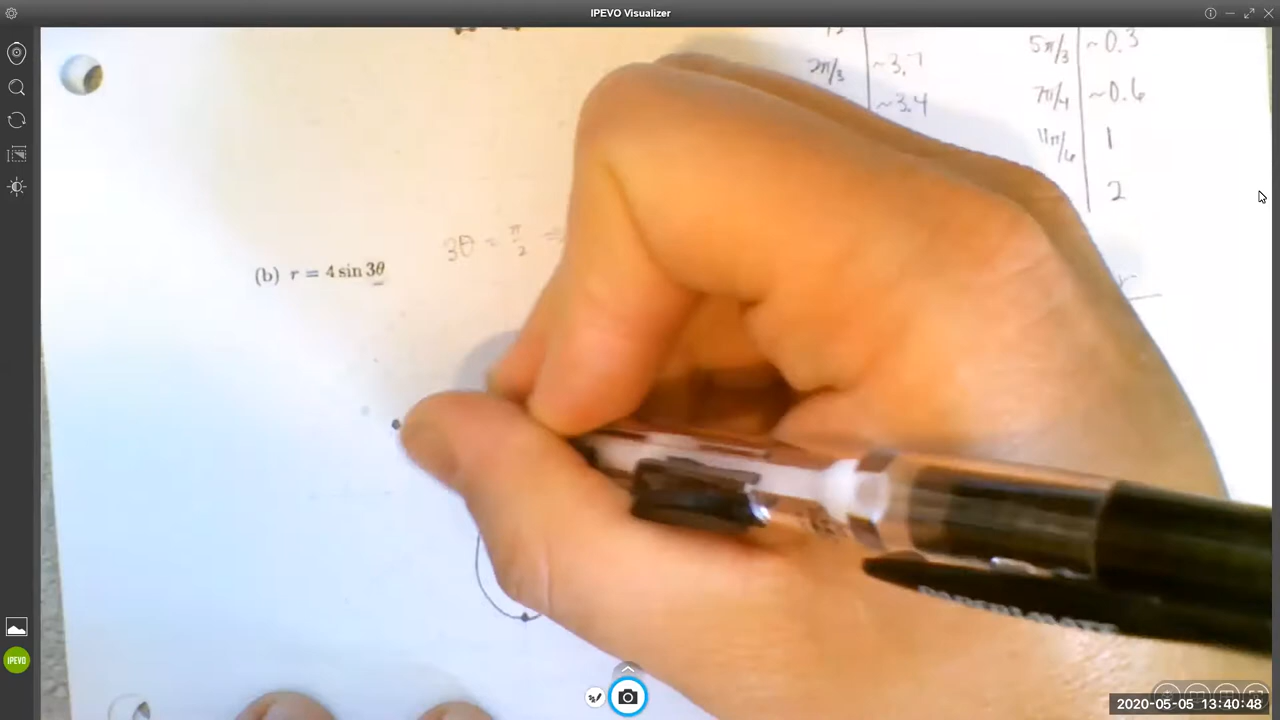 IPEVO Visualizer
2π/3 ~3.7
~3.4
5π/3 ~0.3
7π/4 ~0.6
11π/6 1
2
3θ = π/2 ⇒
(b) r = 4 sin 3θ
r
IPEVO
2020-05-05 13:40:48